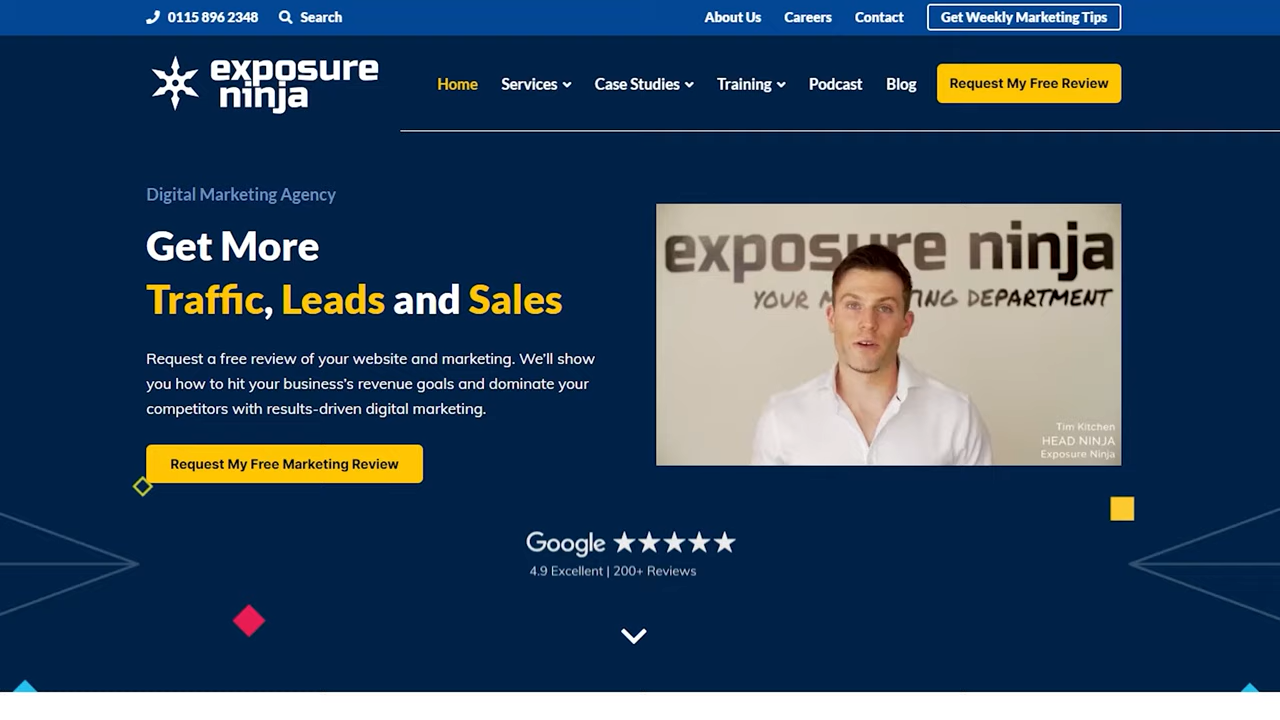 0115 896 2348 Search About Us Careers Contact Get Weekly Marketing Tips
exposure
ninja
Home Services Case Studies Training Podcast Blog Request My Free Review
Digital Marketing Agency
Get More
Traffic, Leads and Sales
Request a free review of your website and marketing. We'll show
you how to hit your business's revenue goals and dominate your
competitors with results-driven digital marketing.
Request My Free Marketing Review
exposure ninja
YOUR DEPARTMENT
Tim Kitchen
HEAD NINJA
Exposure Ninja
Google
4.9 Excellent | 200+ Reviews